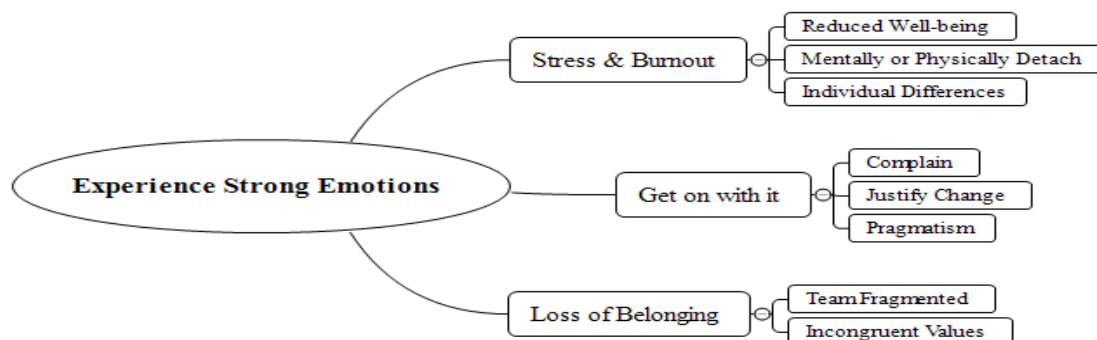 Experience Strong Emotions
Stress & Burnout
Reduced Well-being
Mentally or Physically Detach
Individual Differences
Get on with it
Complain
Justify Change
Pragmatism
Loss of Belonging
Team Fragmented
Incongruent Values